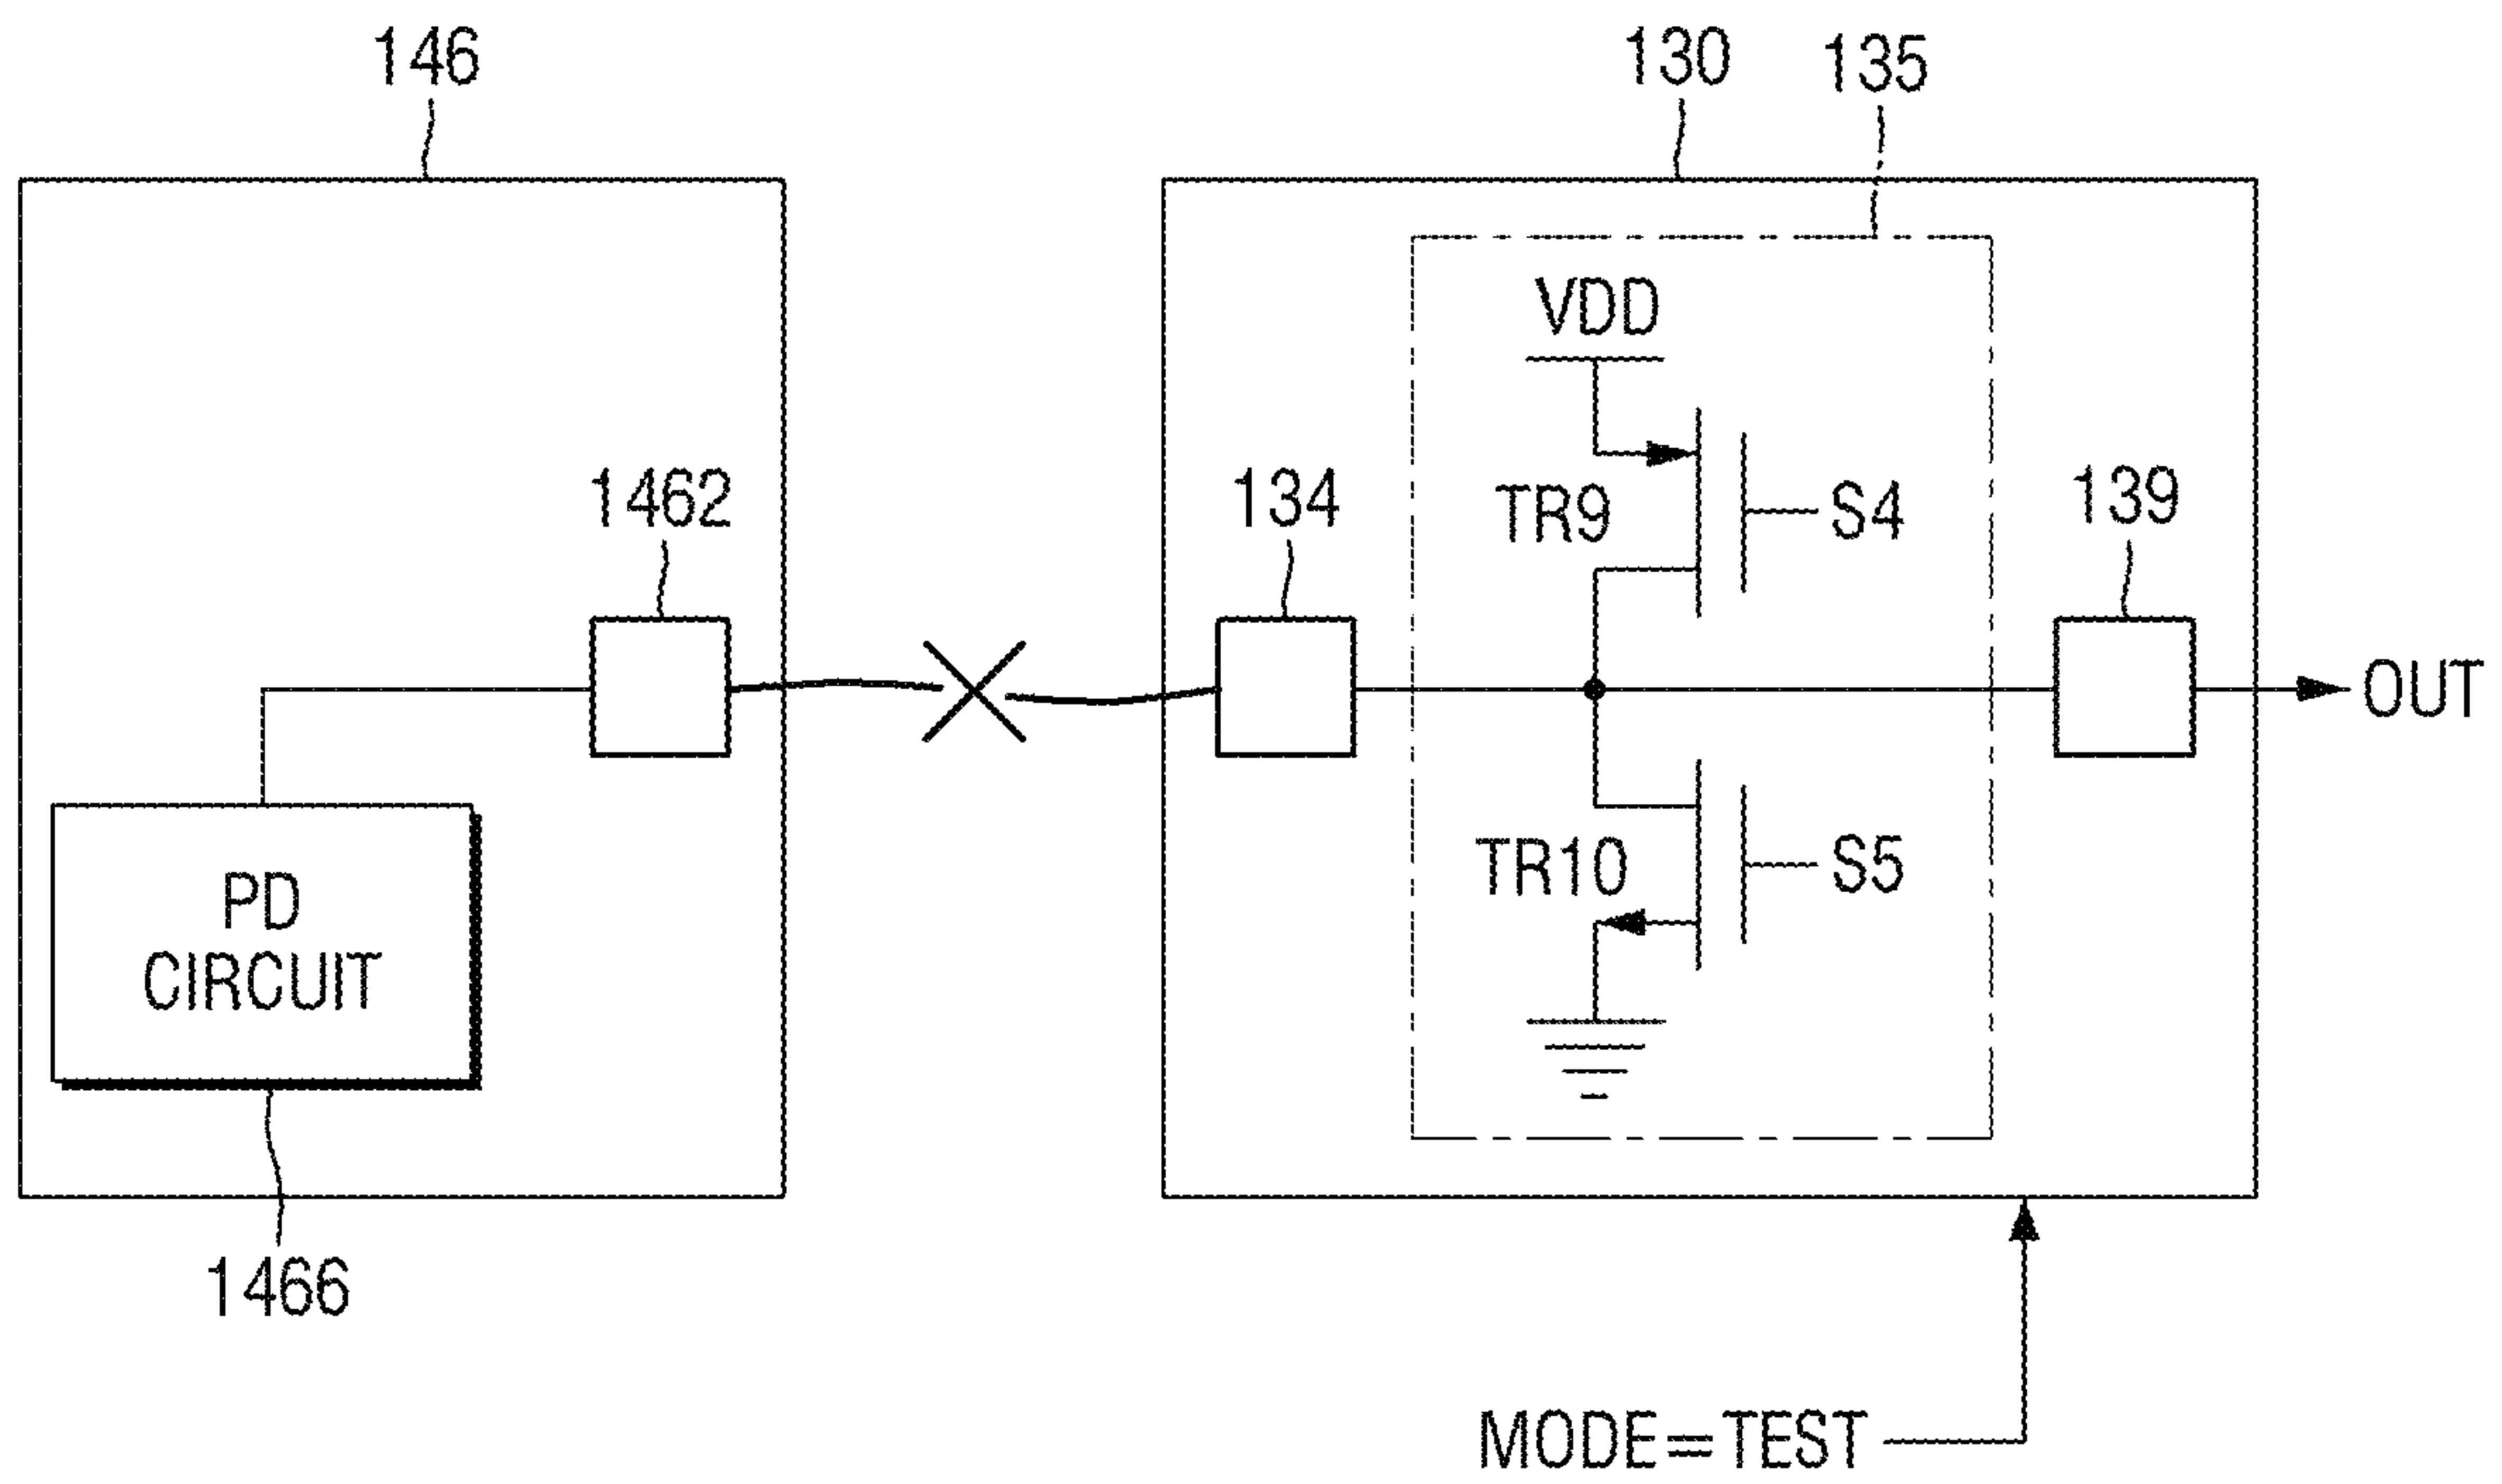 146
130
135
VDD
1462
134
TR9
S4
139
OUT
TR10
S5
PD
CIRCUIT
1466
MODE=TEST